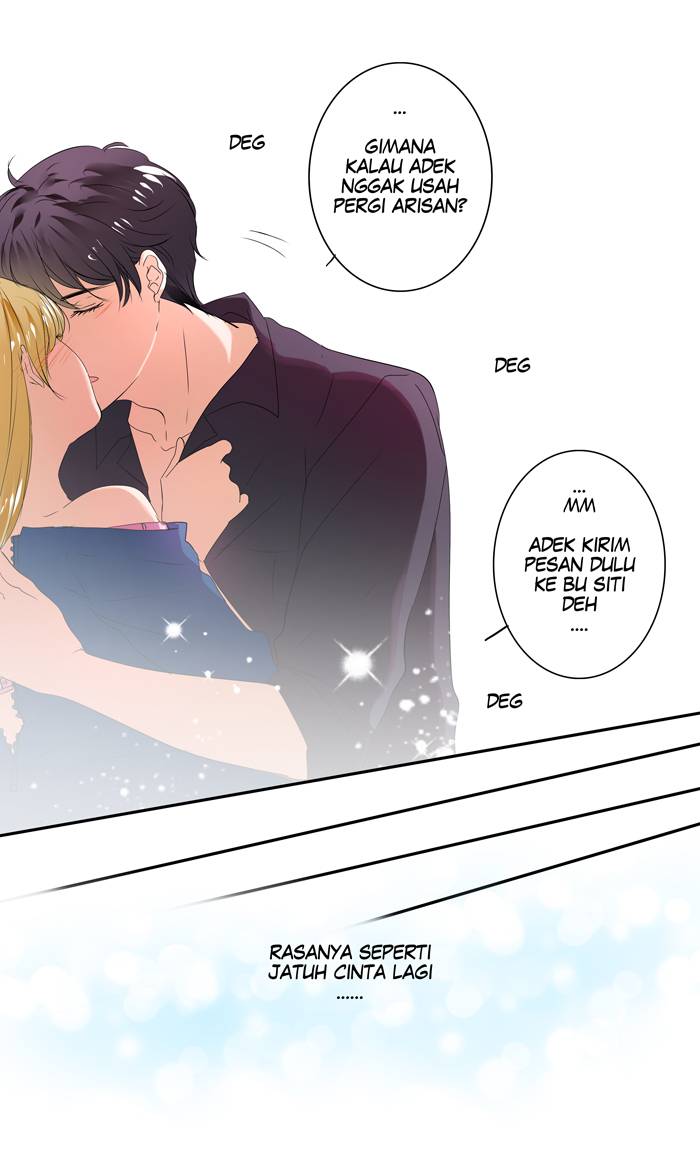 ...
DEG
GIMANA
KALAU ADEK
NGGAK USAH
PERGI ARISAN?
DEG
...
MM
ADEK KIRIM
PESAN DULU
KE BU SITI
DEH
....
DEG
RASANYA SEPERTI
JATUH CINTA LAGI
......